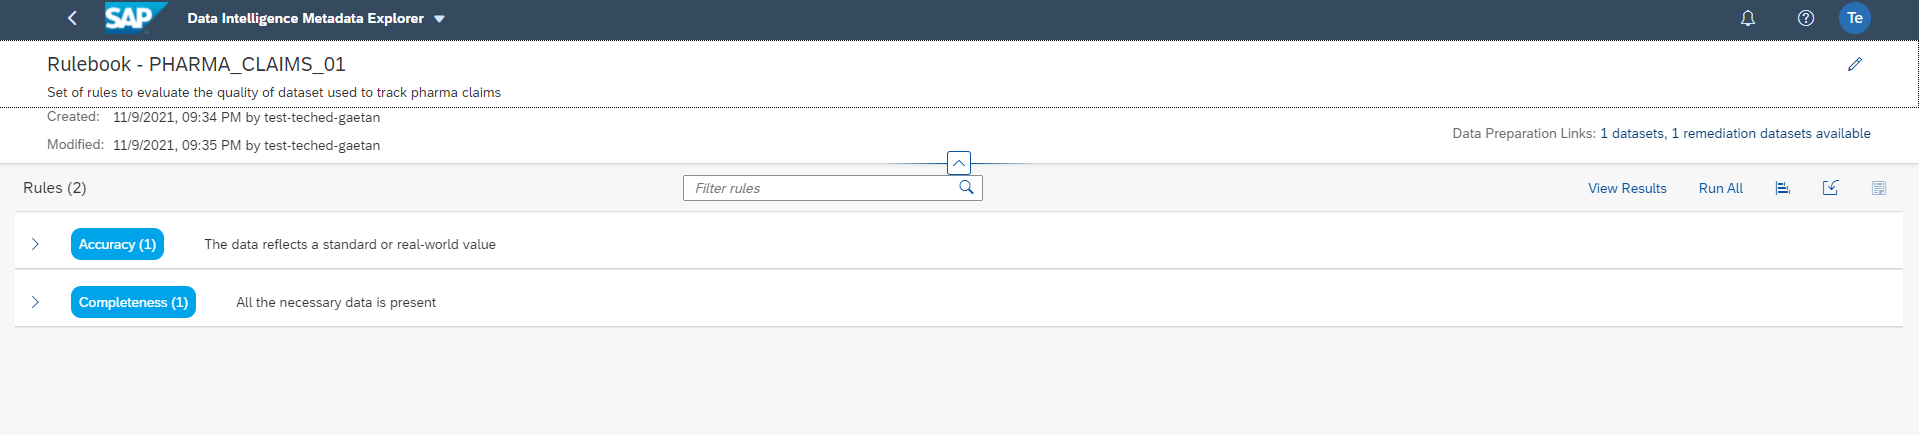 SAP Data Intelligence Metadata Explorer Te
Rulebook - PHARMA_CLAIMS_01
Set of rules to evaluate the quality of dataset used to track pharma claims
Created: 11/9/2021, 09:34 PM by test-teched-gaetan
Modified: 11/9/2021, 09:35 PM by test-teched-gaetan
Data Preparation Links: 1 datasets, 1 remediation datasets available
Rules (2) Filter rules View Results Run All
Accuracy (1) The data reflects a standard or real-world value
Completeness (1) All the necessary data is present